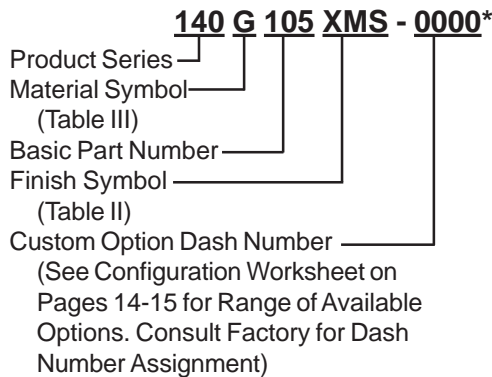 140 G 105 XMS - 0000*
Product Series
Material Symbol
(Table III)
Basic Part Number
Finish Symbol
(Table II)
Custom Option Dash Number
(See Configuration Worksheet on
Pages 14-15 for Range of Available
Options. Consult Factory for Dash
Number Assignment)